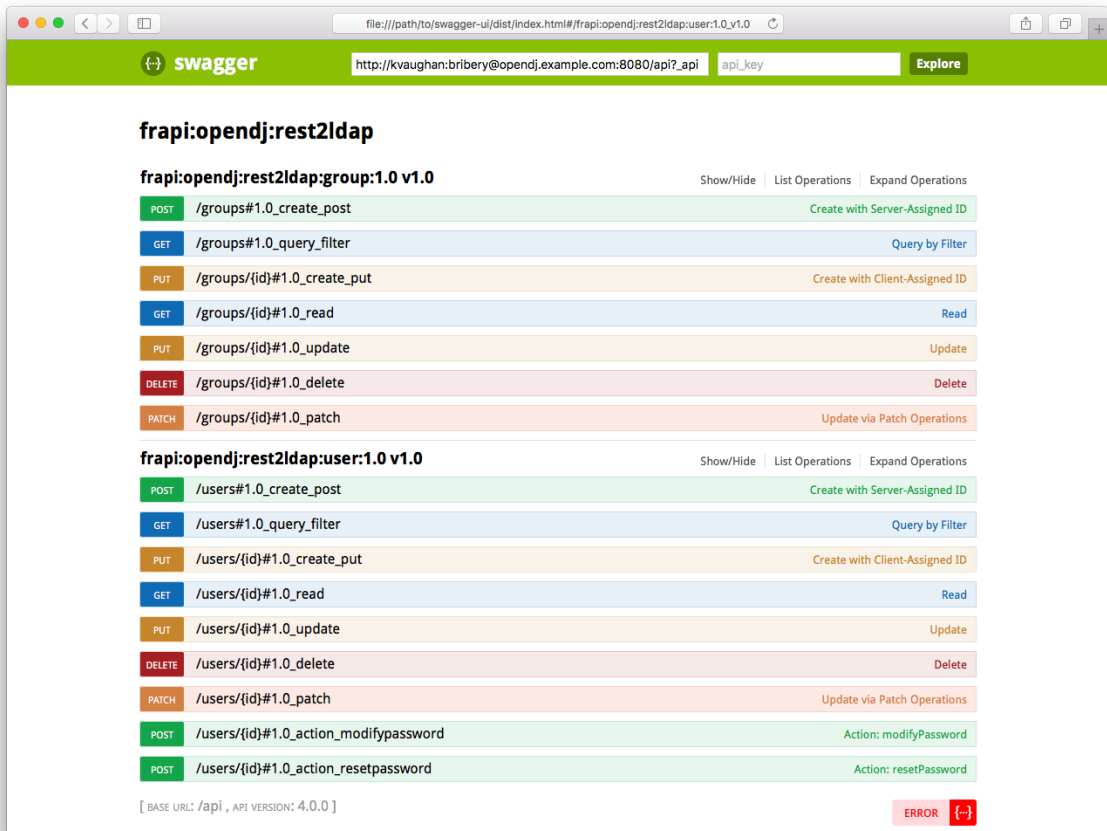 file:///path/to/swagger-ui/dist/index.html#/frapi:opendj:rest2ldap:user:1.0_v1.0
{··} swagger http://kvaughan:bribery@opendj.example.com:8080/api?_api api_key Explore
frapi:opendj:rest2ldap
frapi:opendj:rest2ldap:group:1.0 v1.0 Show/Hide List Operations Expand Operations
POST /groups#1.0_create_post Create with Server-Assigned ID
GET /groups#1.0_query_filter Query by Filter
PUT /groups/{id}#1.0_create_put Create with Client-Assigned ID
GET /groups/{id}#1.0_read Read
PUT /groups/{id}#1.0_update Update
DELETE /groups/{id}#1.0_delete Delete
PATCH /groups/{id}#1.0_patch Update via Patch Operations
frapi:opendj:rest2ldap:user:1.0 v1.0 Show/Hide List Operations Expand Operations
POST /users#1.0_create_post Create with Server-Assigned ID
GET /users#1.0_query_filter Query by Filter
PUT /users/{id}#1.0_create_put Create with Client-Assigned ID
GET /users/{id}#1.0_read Read
PUT /users/{id}#1.0_update Update
DELETE /users/{id}#1.0_delete Delete
PATCH /users/{id}#1.0_patch Update via Patch Operations
POST /users/{id}#1.0_action_modifypassword Action: modifyPassword
POST /users/{id}#1.0_action_resetpassword Action: resetPassword
[ BASE URL: /api , API VERSION: 4.0.0 ] ERROR {··}